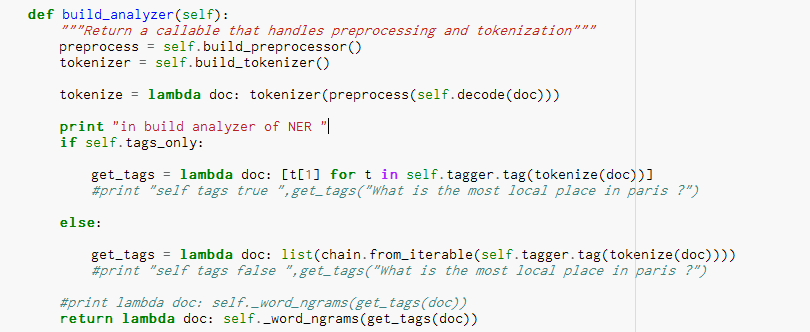 def build_analyzer(self):
"""Return a callable that handles preprocessing and tokenization"""
preprocess = self.build_preprocessor()
tokenizer = self.build_tokenizer()
tokenize = lambda doc: tokenizer(preprocess(self.decode(doc)))
print "in build analyzer of NER "
if self.tags_only:
get_tags = lambda doc: [t[1] for t in self.tagger.tag(tokenize(doc))]
#print "self tags true ",get_tags("What is the most local place in paris ?")
else:
get_tags = lambda doc: list(chain.from_iterable(self.tagger.tag(tokenize(doc))))
#print "self tags false ",get_tags("What is the most local place in paris ?")
#print lambda doc: self._word_ngrams(get_tags(doc))
return lambda doc: self._word_ngrams(get_tags(doc))